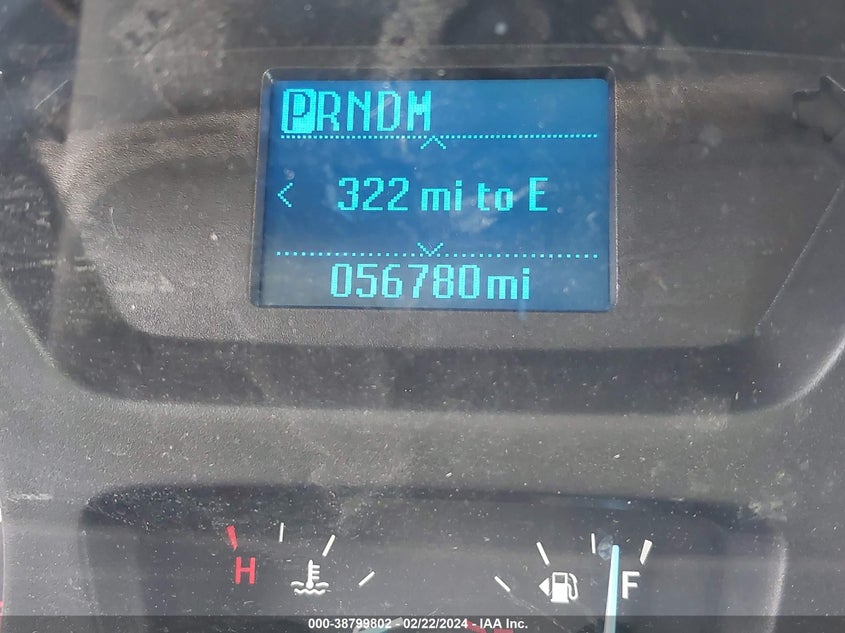 PRNDM
< 322 mi to E
056780mi
H
F
000-38799802 - 02/22/2024 - IAA Inc.